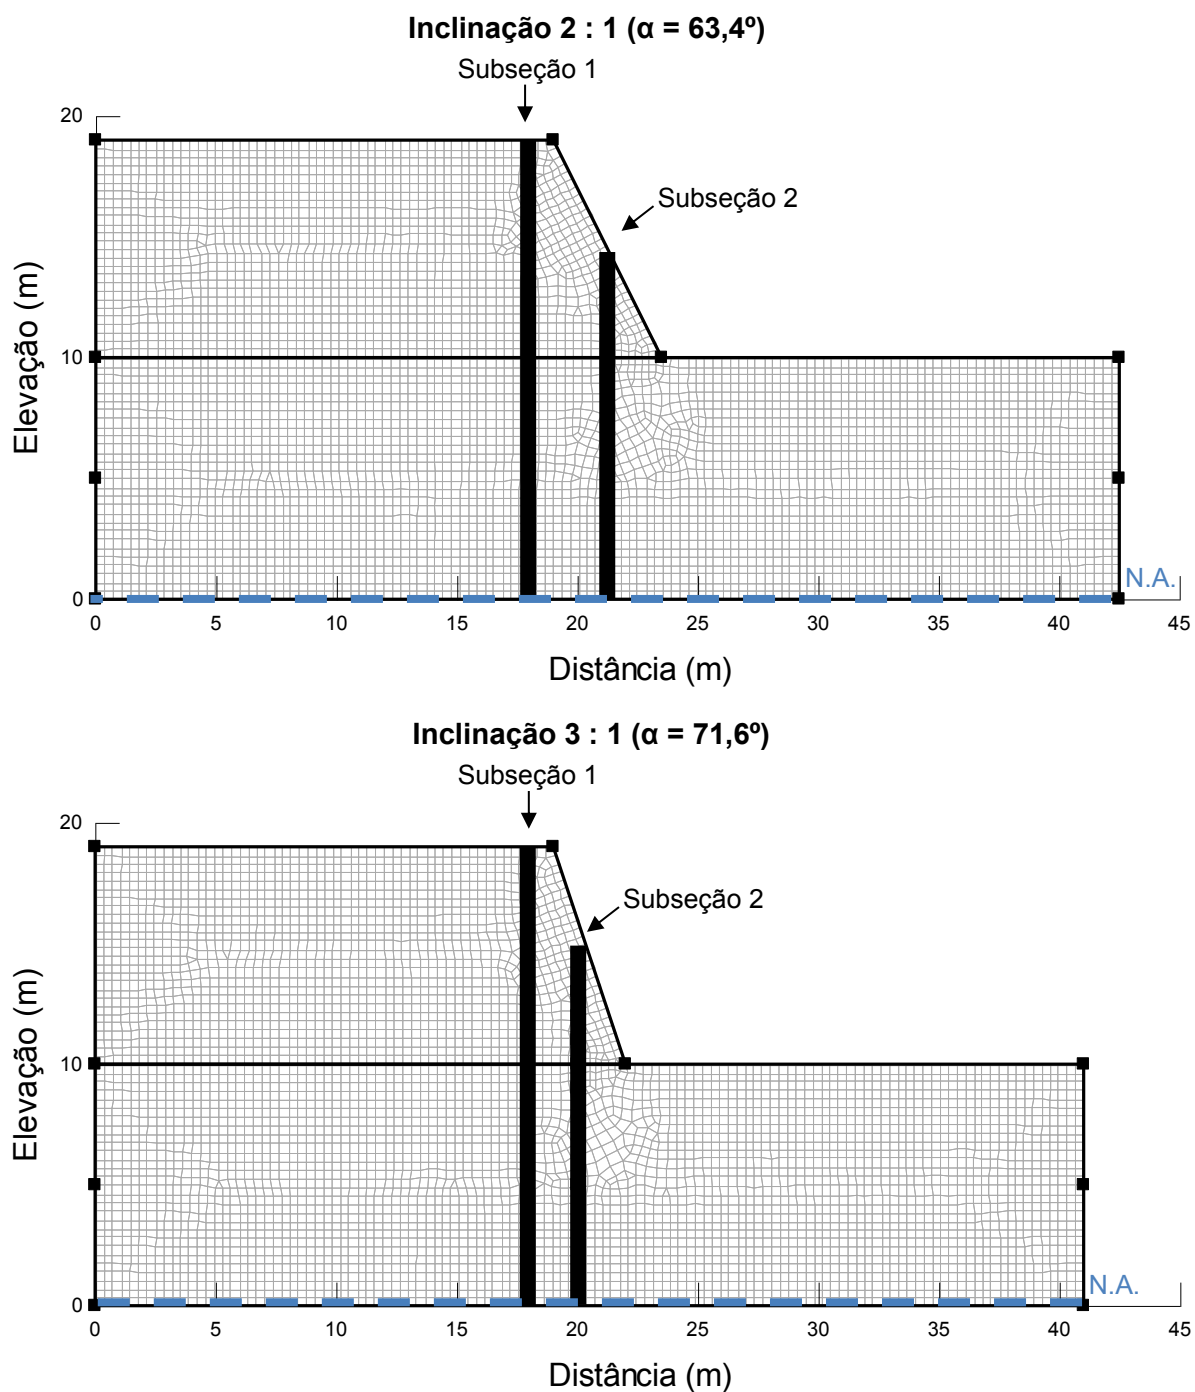 Inclinação 2 : 1 (α = 63,4º)
Subseção 1
20
Subseção 2
Elevação (m)
10
0
N.A.
0 5 10 15 20 25 30 35 40 45
Distância (m)
Inclinação 3 : 1 (α = 71,6º)
Subseção 1
20
Subseção 2
Elevação (m)
10
0
N.A.
0 5 10 15 20 25 30 35 40 45
Distância (m)